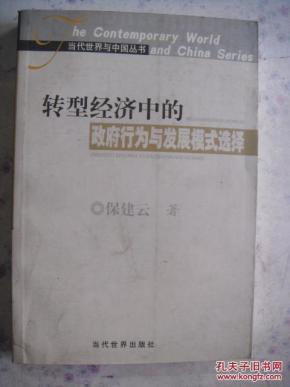 The Contemporary World
当代世界与中国丛书
and China Series
转型经济中的
政府行为与发展模式选择
◎保建云 著
当代世界出版社
孔夫子旧书网